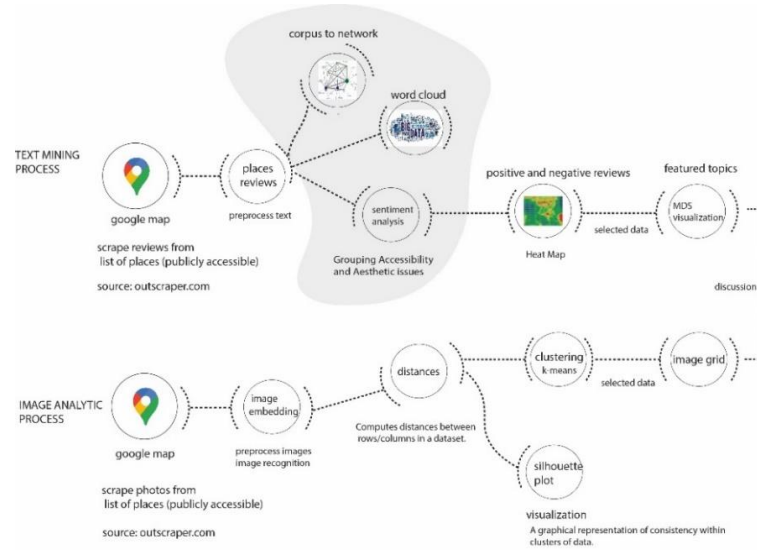 corpus to network
word cloud
TEXT MINING
PROCESS
google map
places
reviews
preprocess text
sentiment
analysis
Grouping Accessibility
and Aesthetic issues
positive and negative reviews
Heat Map
selected data
featured topics
MDS
visualization
scrape reviews from
list of places (publicly accessible)
source: outscraper.com
discussion
IMAGE ANALYTIC
PROCESS
google map
image
embedding
preprocess images
image recognition
distances
Computes distances between
rows/columns in a dataset.
clustering
k-means
selected data
image grid
scrape photos from
list of places (publicly accessible)
source: outscraper.com
silhouette
plot
visualization
A graphical representation of consistency within
clusters of data.